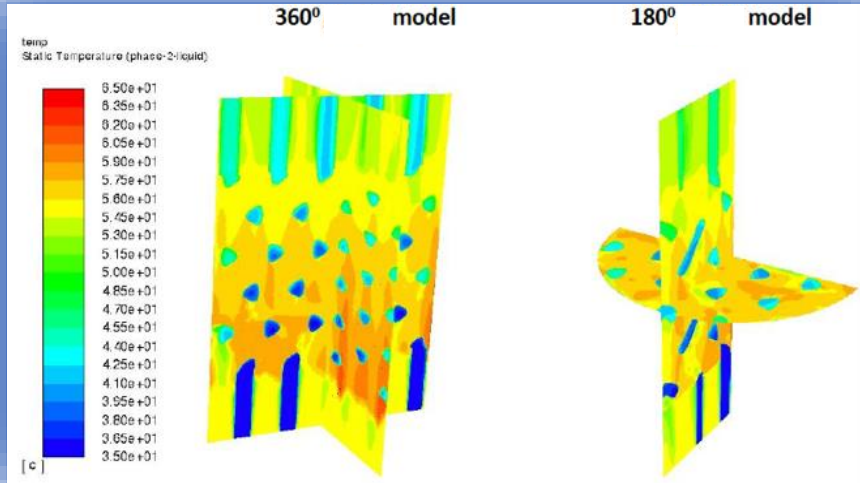 360⁰ model
180⁰ model
temp
Static Temperature (phase-2-liquid)
6.50e+01
6.35e+01
6.20e+01
6.05e+01
5.90e+01
5.75e+01
5.60e+01
5.45e+01
5.30e+01
5.15e+01
5.00e+01
4.85e+01
4.70e+01
4.55e+01
4.40e+01
4.25e+01
4.10e+01
3.95e+01
3.80e+01
3.65e+01
3.50e+01
[c]